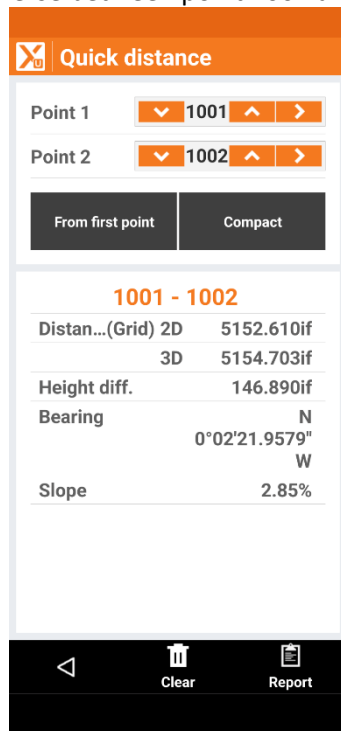 Quick distance
Point 1 1001
Point 2 1002
From first point Compact
1001 - 1002
Distan...(Grid) 2D 5152.610if
3D 5154.703if
Height diff. 146.890if
Bearing N
0°02'21.9579"
W
Slope 2.85%
Clear Report